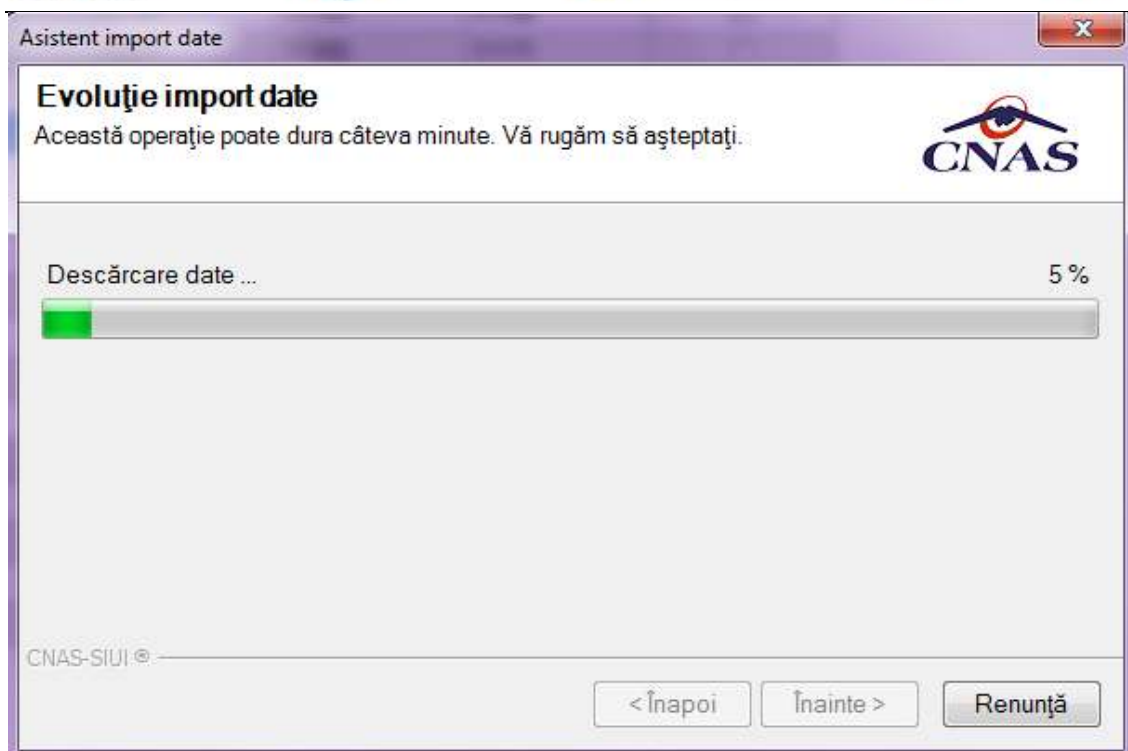 Asistent import date
x
Evoluţie import date
Această operaţie poate dura câteva minute. Vă rugăm să aşteptaţi.
CNAS
Descărcare date ...
5 %
CNAS-SIUI ®
< Înapoi
Înainte >
Renunţă